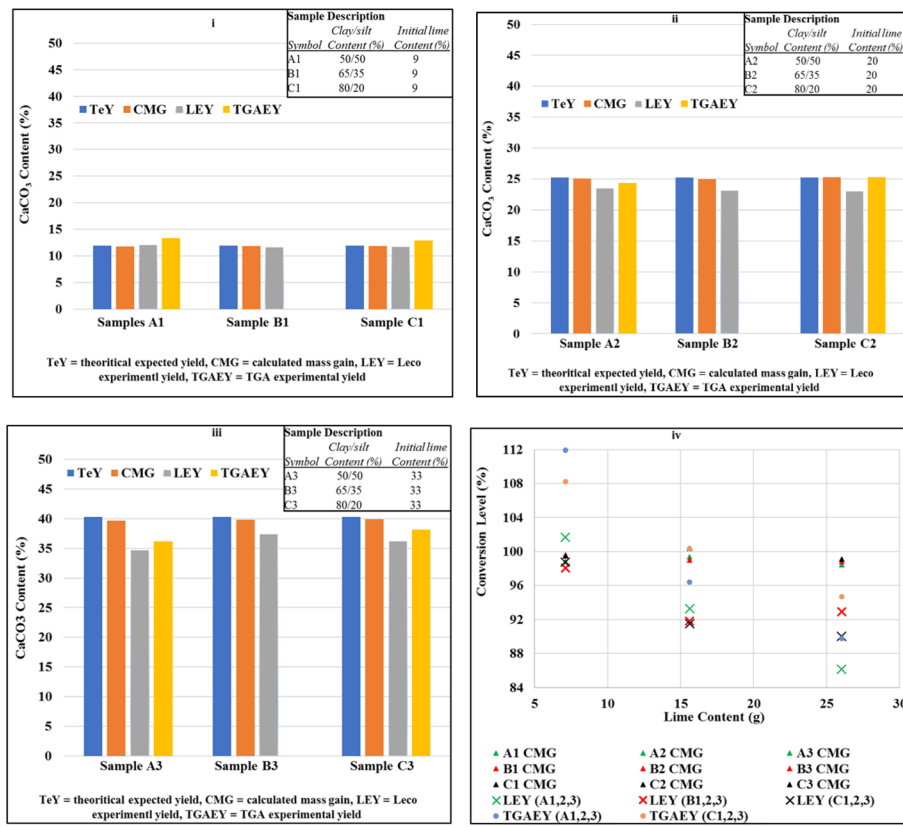 i
Sample Description
Clay/silt Initial lime
Symbol Content (%) Content (%)
A1 50/50 9
B1 65/35 9
C1 80/20 9
TeY CMG LEY TGAEY
CaCO3 Content (%)
50
45
40
35
30
25
20
15
10
5
0
Samples A1 Sample B1 Sample C1
TeY = theoritical expected yield, CMG = calculated mass gain, LEY = Leco
experimentl yield, TGAEY = TGA experimental yield
ii
Sample Description
Clay/silt Initial lime
Symbol Content (%) Content (%)
A2 50/50 20
B2 65/35 20
C2 80/20 20
TeY CMG LEY TGAEY
CaCO3 Content (%)
50
45
40
35
30
25
20
15
10
5
0
Sample A2 Sample B2 Sample C2
TeY = theoritical expected yield, CMG = calculated mass gain, LEY = Leco
experimentl yield, TGAEY = TGA experimental yield
iii
Sample Description
Clay/silt Initial lime
Symbol Content (%) Content (%)
A3 50/50 33
B3 65/35 33
C3 80/20 33
TeY CMG LEY TGAEY
CaCO3 Content (%)
50
45
40
35
30
25
20
15
10
5
0
Sample A3 Sample B3 Sample C3
TeY = theoritical expected yield, CMG = calculated mass gain, LEY = Leco
experimentl yield, TGAEY = TGA experimental yield
iv
Conversion Level (%)
112
108
104
100
96
92
88
84
5 10 15 20 25 30
Lime Content (g)
A1 CMG A2 CMG A3 CMG
B1 CMG B2 CMG B3 CMG
C1 CMG C2 CMG C3 CMG
LEY (A1,2,3) LEY (B1,2,3) LEY (C1,2,3)
TGAEY (A1,2,3) TGAEY (C1,2,3)